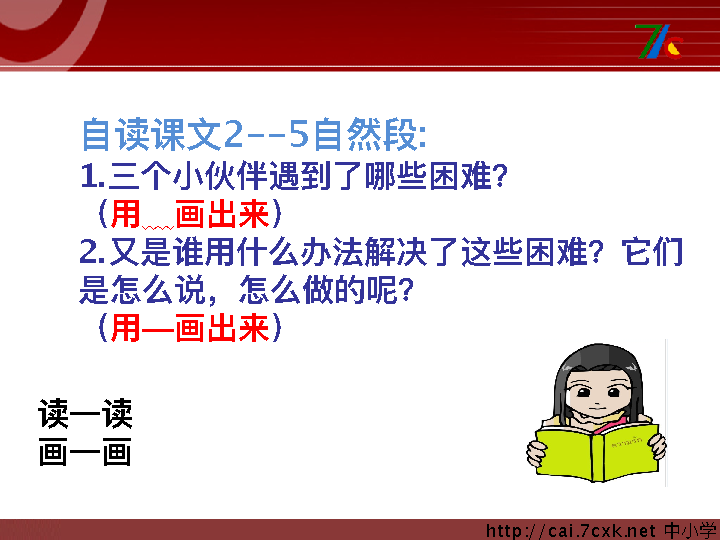 自读课文2--5自然段:
1.三个小伙伴遇到了哪些困难?
（用﹏画出来）
2.又是谁用什么办法解决了这些困难？它们
是怎么说，怎么做的呢?
（用—画出来）
读一读
画一画
http://cai.7cxk.net 中小学